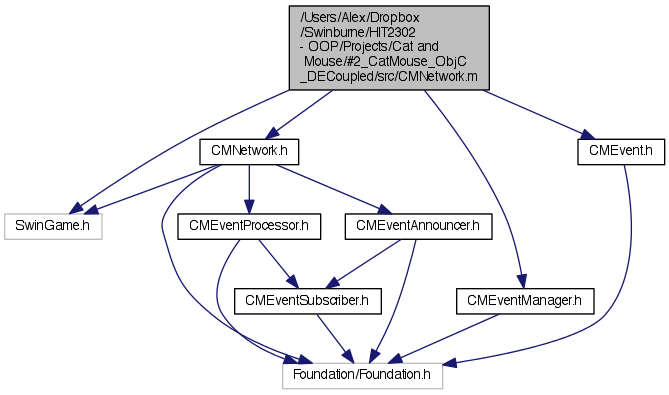 /Users/Alex/Dropbox
/Swinburne/HIT2302
- OOP/Projects/Cat and
Mouse/#2_CatMouse_ObjC
_DECoupled/src/CMNetwork.m
CMNetwork.h
CMEvent.h
SwinGame.h
CMEventProcessor.h
CMEventAnnouncer.h
CMEventSubscriber.h
CMEventManager.h
Foundation/Foundation.h